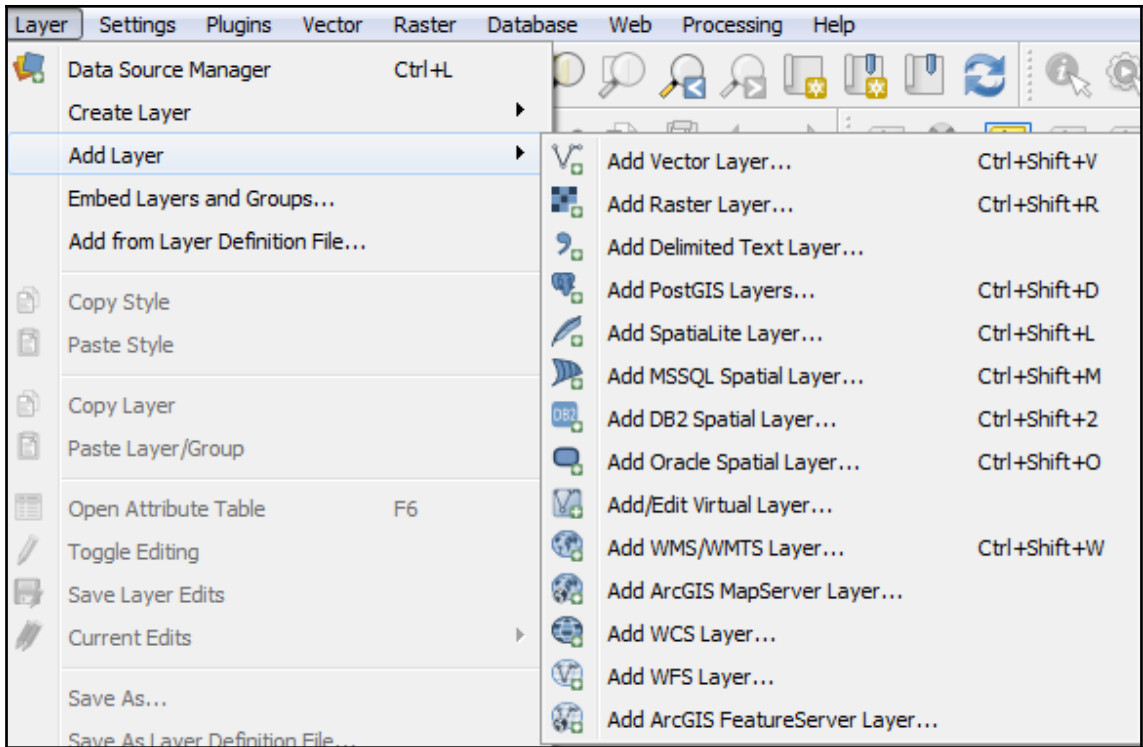 Layer Settings Plugins Vector Raster Database Web Processing Help
Data Source Manager Ctrl+L
Create Layer
Add Layer
Embed Layers and Groups...
Add from Layer Definition File...
Copy Style
Paste Style
Copy Layer
Paste Layer/Group
Open Attribute Table F6
Toggle Editing
Save Layer Edits
Current Edits
Save As...
Save As Layer Definition File...
Add Vector Layer... Ctrl+Shift+V
Add Raster Layer... Ctrl+Shift+R
Add Delimited Text Layer...
Add PostGIS Layers... Ctrl+Shift+D
Add SpatiaLite Layer... Ctrl+Shift+L
Add MSSQL Spatial Layer... Ctrl+Shift+M
DB2
Add DB2 Spatial Layer... Ctrl+Shift+2
Add Oracle Spatial Layer... Ctrl+Shift+O
Add/Edit Virtual Layer...
Add WMS/WMTS Layer... Ctrl+Shift+W
Add ArcGIS MapServer Layer...
Add WCS Layer...
Add WFS Layer...
Add ArcGIS FeatureServer Layer...